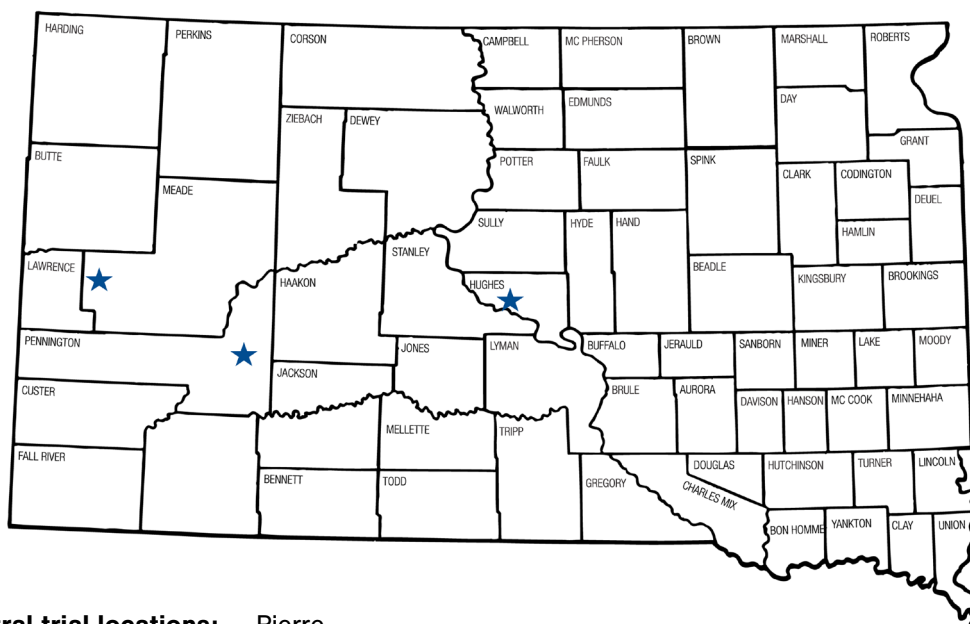 HARDING
PERKINS
CORSON
CAMPBELL
MC PHERSON
BROWN
MARSHALL
ROBERTS
ZIEBACH
DEWEY
WALWORTH
EDMUNDS
DAY
GRANT
BUTTE
MEADE
POTTER
FAULK
SPINK
CLARK
CODINGTON
DEUEL
SULLY
HYDE
HAND
HAMLIN
LAWRENCE
HAAKON
STANLEY
HUGHES
BEADLE
KINGSBURY
BROOKINGS
PENNINGTON
JACKSON
JONES
LYMAN
BUFFALO
JERAULD
SANBORN
MINER
LAKE
MOODY
CUSTER
BRULE
AURORA
DAVISON
HANSON
MC COOK
MINNEHAHA
FALL RIVER
MELLETTE
TRIPP
BENNETT
TODD
GREGORY
DOUGLAS
CHARLES MIX
HUTCHINSON
TURNER
LINCOLN
BON HOMME
YANKTON
CLAY
UNION
trial locations: Pierre